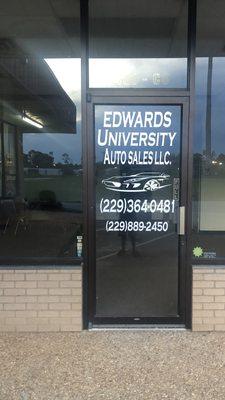 EDWARDS
UNIVERSITY
AUTO SALES LLC.
(229)364-0481
(229)889-2450